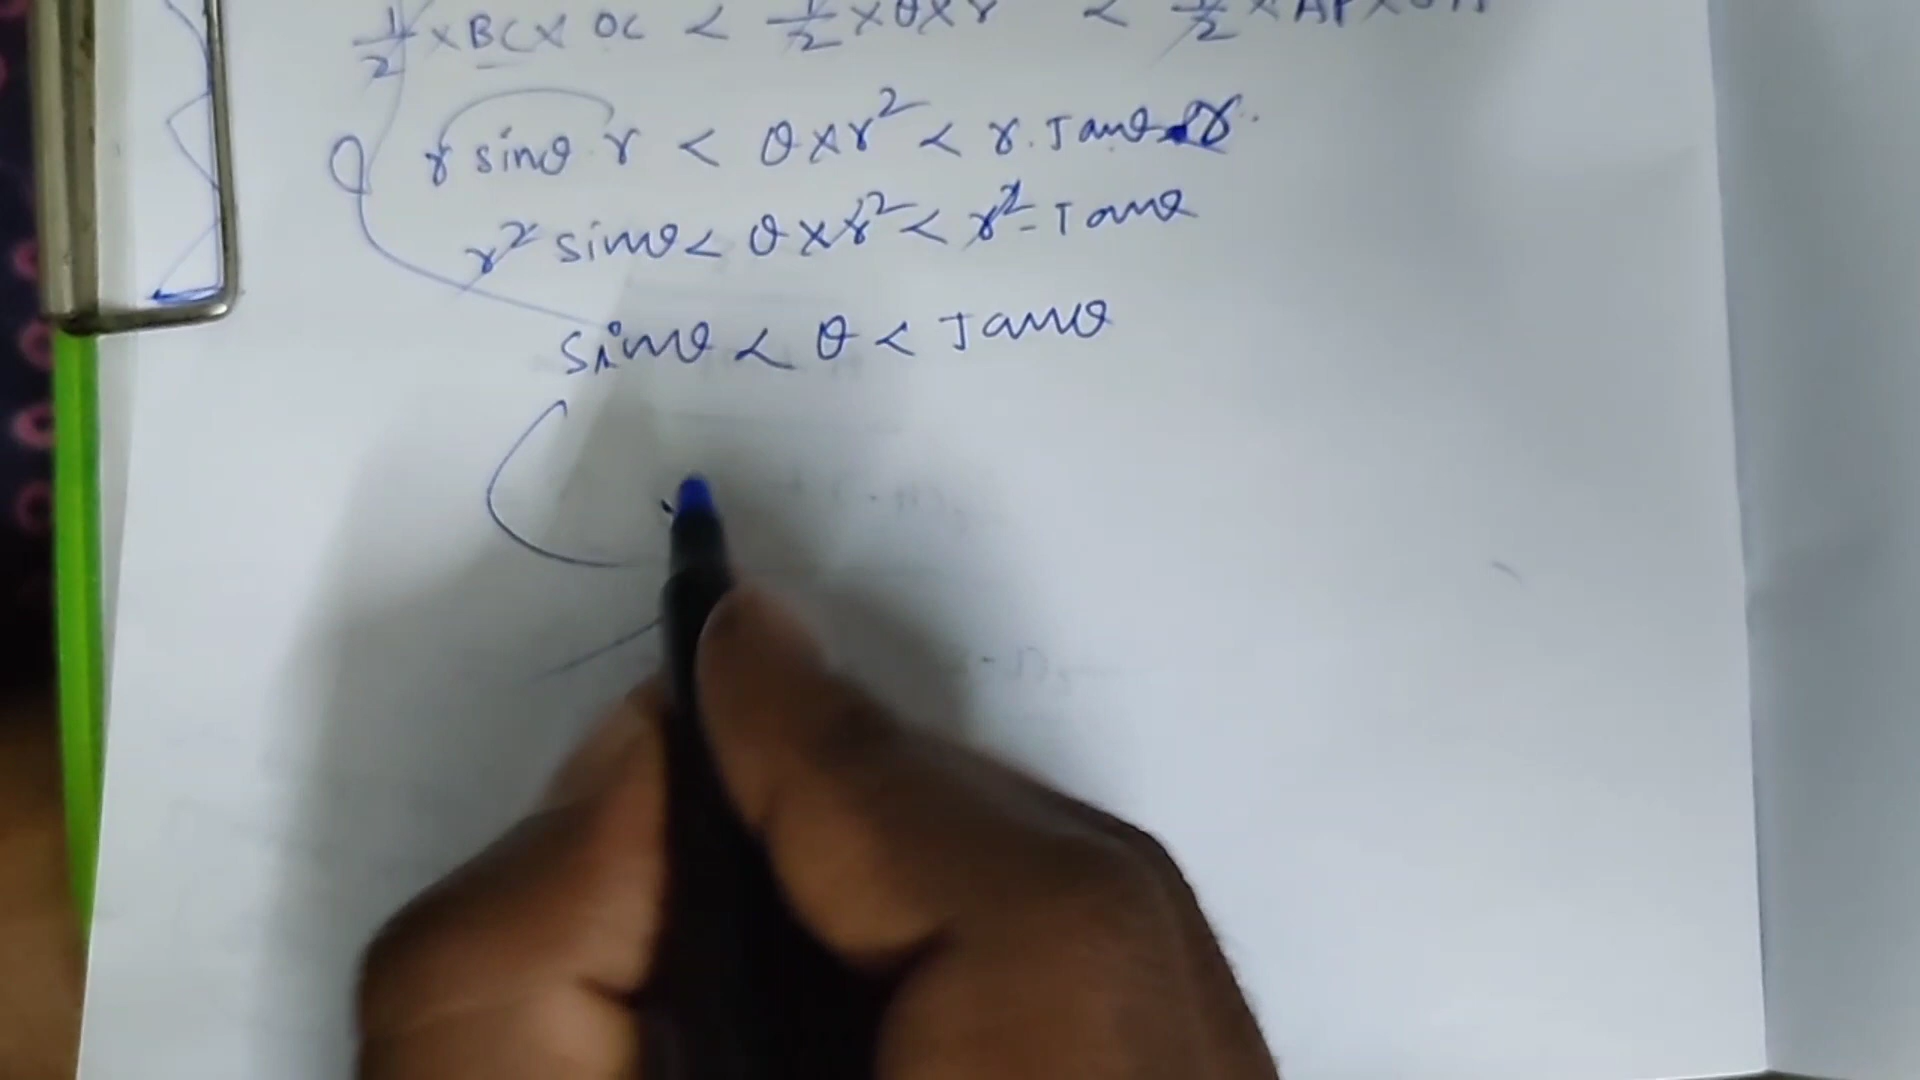 1/2 × BC × OC < 1/2 × θ × r < 1/2 × AP ×
r sinθ r < θ × r² < r . Tanθ . r .
r² sinθ < θ × r² < r² - Tanθ
sinθ < θ < Tanθ